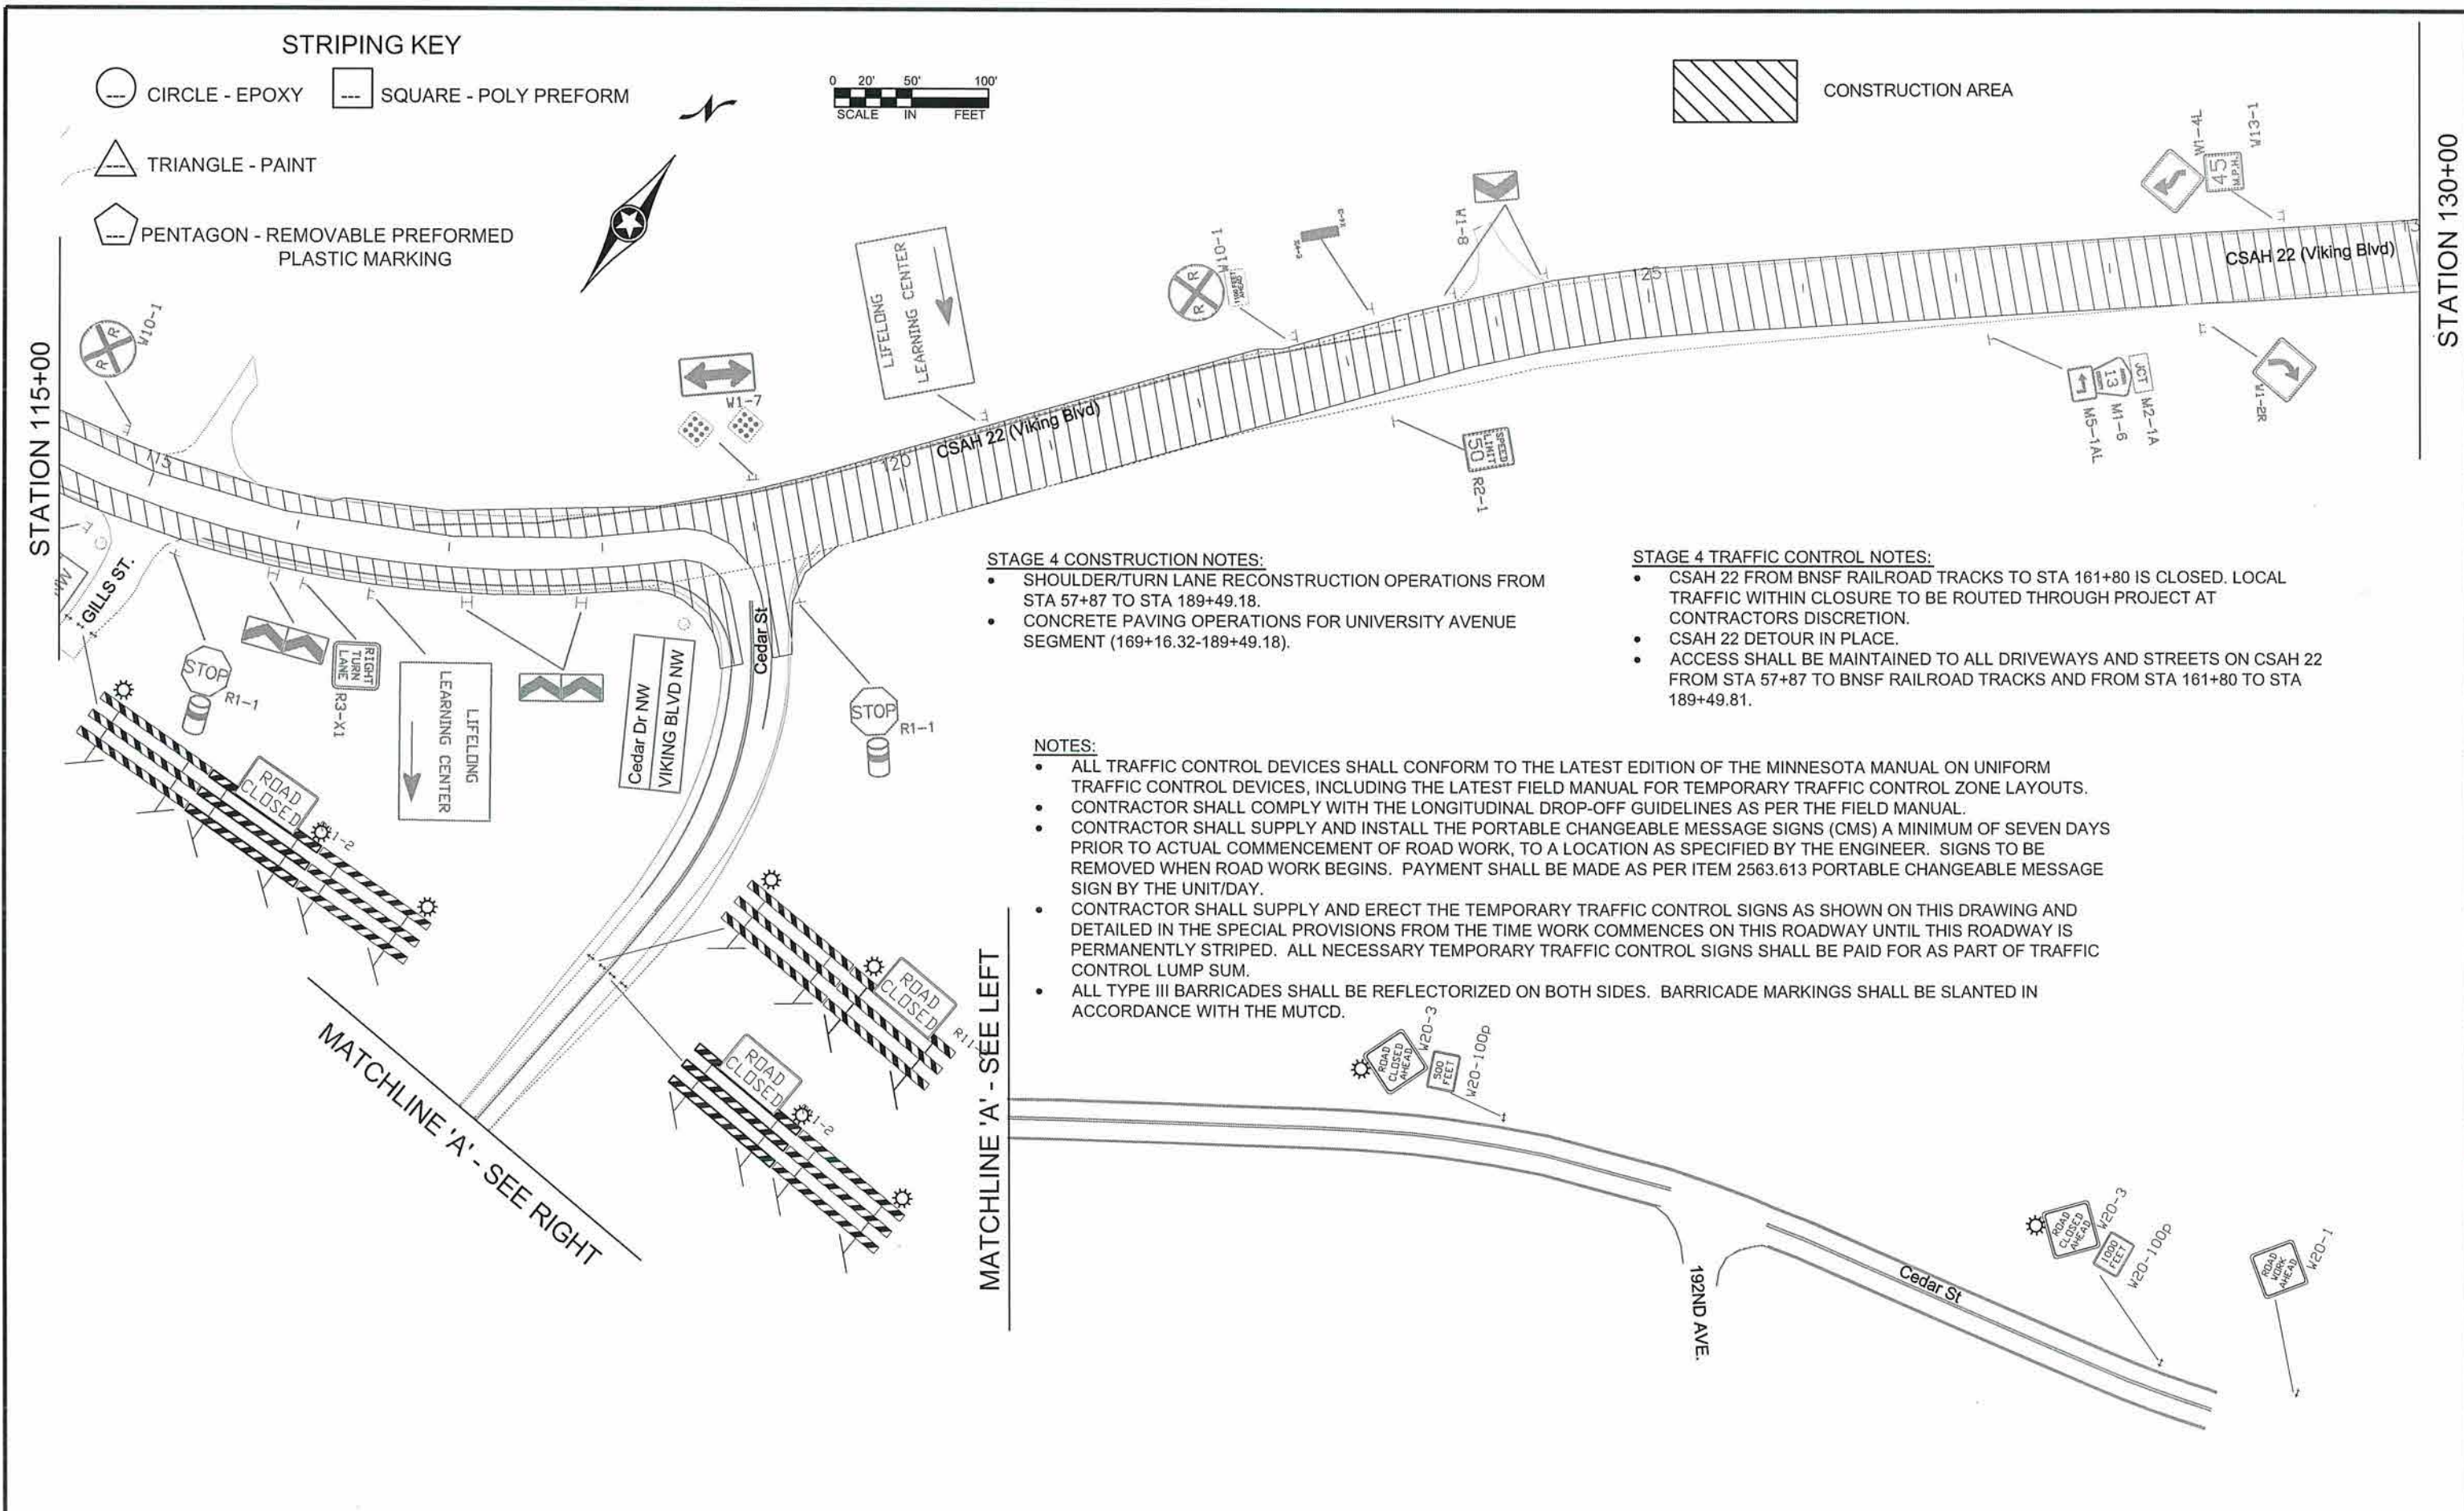 STRIPING KEY
CIRCLE - EPOXY
SQUARE - POLY PREFORM
TRIANGLE - PAINT
PENTAGON - REMOVABLE PREFORMED
PLASTIC MARKING
N
0 20' 50' 100'
SCALE IN FEET
CONSTRUCTION AREA
STATION 115+00
STATION 130+00
R R
W10-1
115
GILLS ST.
STOP
R1-1
RIGHT
TURN
LANE
R3-X1
LIFELONG
LEARNING CENTER
W1-7
LIFELONG
LEARNING CENTER
120
CSAH 22 (Viking Blvd)
R R
W10-1
W1-8
125
SPEED
LIMIT
50
R2-1
W1-4L
45
M.P.H.
W13-1
CSAH 22 (Viking Blvd)
JCT
13
M2-1A
M1-6
M5-1AL
W1-2R
Cedar Dr NW
VIKING BLVD NW
Cedar St
STOP
R1-1
ROAD
CLOSED
ROAD
CLOSED
ROAD
CLOSED
MATCHLINE 'A' - SEE RIGHT
STAGE 4 CONSTRUCTION NOTES:
• SHOULDER/TURN LANE RECONSTRUCTION OPERATIONS FROM
STA 57+87 TO STA 189+49.18.
• CONCRETE PAVING OPERATIONS FOR UNIVERSITY AVENUE
SEGMENT (169+16.32-189+49.18).
STAGE 4 TRAFFIC CONTROL NOTES:
• CSAH 22 FROM BNSF RAILROAD TRACKS TO STA 161+80 IS CLOSED. LOCAL
TRAFFIC WITHIN CLOSURE TO BE ROUTED THROUGH PROJECT AT
CONTRACTORS DISCRETION.
• CSAH 22 DETOUR IN PLACE.
• ACCESS SHALL BE MAINTAINED TO ALL DRIVEWAYS AND STREETS ON CSAH 22
FROM STA 57+87 TO BNSF RAILROAD TRACKS AND FROM STA 161+80 TO STA
189+49.81.
NOTES:
• ALL TRAFFIC CONTROL DEVICES SHALL CONFORM TO THE LATEST EDITION OF THE MINNESOTA MANUAL ON UNIFORM
TRAFFIC CONTROL DEVICES, INCLUDING THE LATEST FIELD MANUAL FOR TEMPORARY TRAFFIC CONTROL ZONE LAYOUTS.
• CONTRACTOR SHALL COMPLY WITH THE LONGITUDINAL DROP-OFF GUIDELINES AS PER THE FIELD MANUAL.
• CONTRACTOR SHALL SUPPLY AND INSTALL THE PORTABLE CHANGEABLE MESSAGE SIGNS (CMS) A MINIMUM OF SEVEN DAYS
PRIOR TO ACTUAL COMMENCEMENT OF ROAD WORK, TO A LOCATION AS SPECIFIED BY THE ENGINEER. SIGNS TO BE
REMOVED WHEN ROAD WORK BEGINS. PAYMENT SHALL BE MADE AS PER ITEM 2563.613 PORTABLE CHANGEABLE MESSAGE
SIGN BY THE UNIT/DAY.
• CONTRACTOR SHALL SUPPLY AND ERECT THE TEMPORARY TRAFFIC CONTROL SIGNS AS SHOWN ON THIS DRAWING AND
DETAILED IN THE SPECIAL PROVISIONS FROM THE TIME WORK COMMENCES ON THIS ROADWAY UNTIL THIS ROADWAY IS
PERMANENTLY STRIPED. ALL NECESSARY TEMPORARY TRAFFIC CONTROL SIGNS SHALL BE PAID FOR AS PART OF TRAFFIC
CONTROL LUMP SUM.
• ALL TYPE III BARRICADES SHALL BE REFLECTORIZED ON BOTH SIDES. BARRICADE MARKINGS SHALL BE SLANTED IN
ACCORDANCE WITH THE MUTCD.
MATCHLINE 'A' - SEE LEFT
ROAD
CLOSED
AHEAD
W20-3
500
FEET
W20-100p
192ND AVE.
Cedar St
ROAD
CLOSED
AHEAD
W20-3
1000
FEET
W20-100p
ROAD
WORK
AHEAD
W20-1